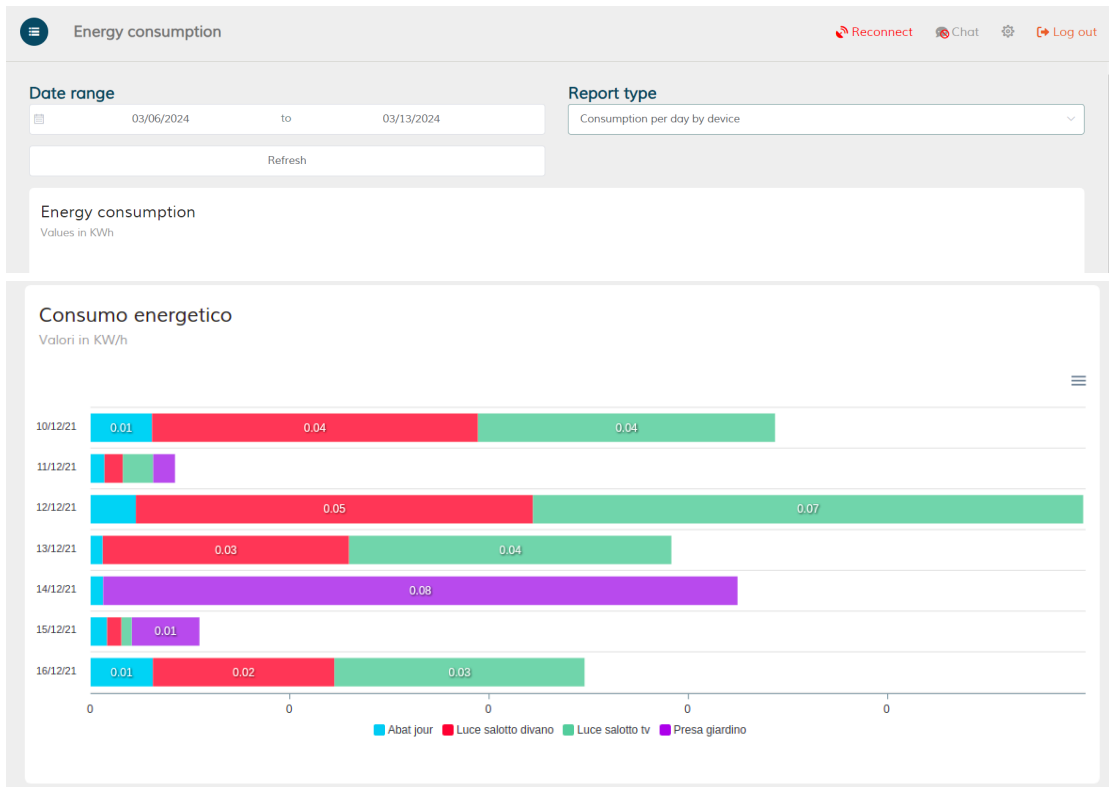 Energy consumption
Reconnect
Chat
Log out
Date range
03/06/2024 to 03/13/2024
Report type
Consumption per day by device
Refresh
Energy consumption
Values in KWh
Consumo energetico
Valori in KW/h
10/12/21 0.01 0.04 0.04
11/12/21
12/12/21 0.05 0.07
13/12/21 0.03 0.04
14/12/21 0.08
15/12/21 0.01
16/12/21 0.01 0.02 0.03
0 0 0 0 0
Abat jour Luce salotto divano Luce salotto tv Presa giardino